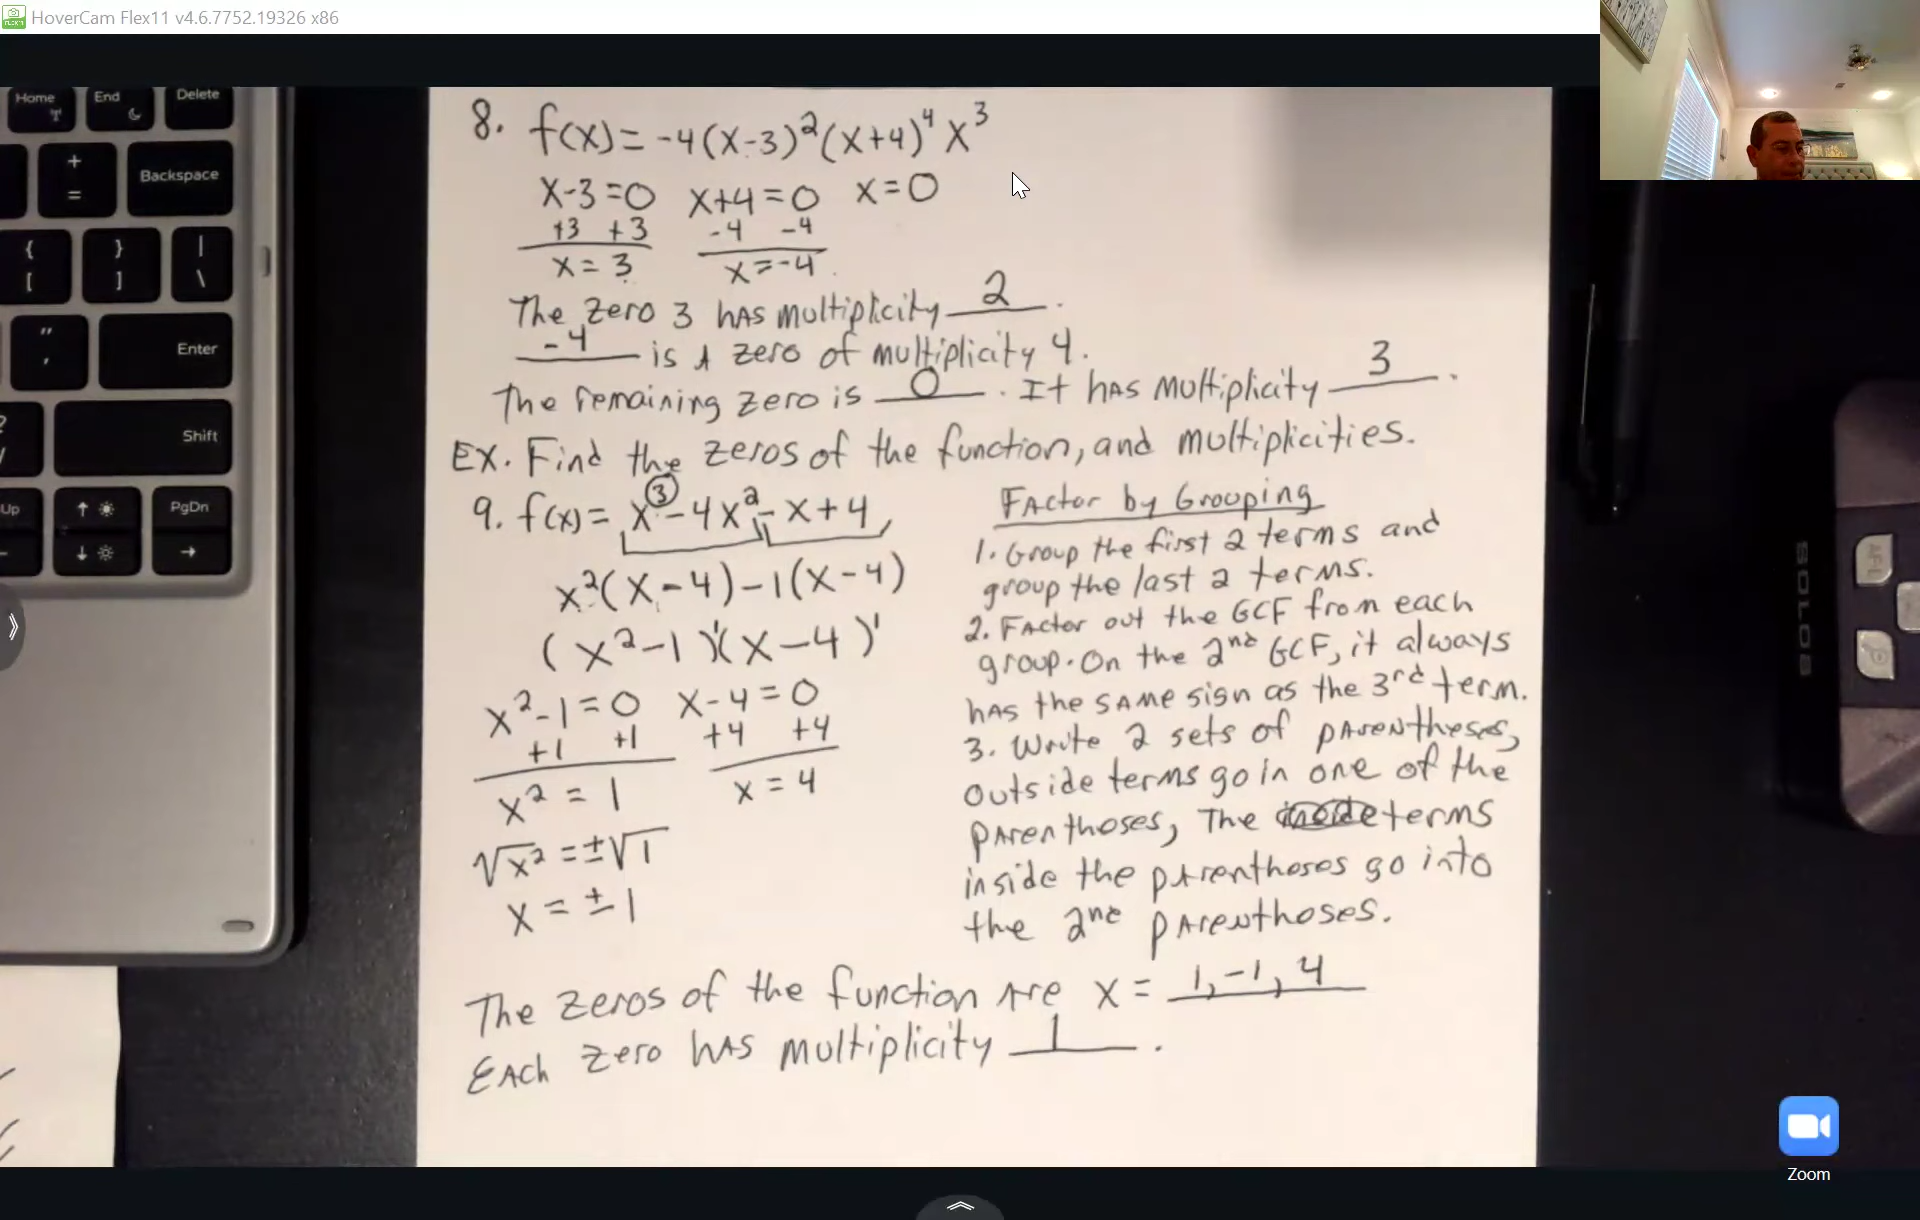 HoverCam Flex11 v4.6.7752.19326 x86
Home End Delete
+ = Backspace
{ [ } ] | \
" ' Enter
? / Shift
Up PgDn
8. f(x) = -4(x-3)²(x+4)⁴x³
x-3=0 x+4=0 x=0
+3 +3 -4 -4
x=3 x=-4
The zero 3 has multiplicity 2.
-4 is a zero of multiplicity 4.
The remaining zero is 0. It has multiplicity 3.
EX. Find the zeros of the function, and multiplicities.
9. f(x) = x³-4x²-x+4
x²(x-4)-1(x-4)
(x²-1)¹(x-4)¹
x²-1=0 x-4=0
+1 +1 +4 +4
x²=1 x=4
√x² = ±√1
x = ±1
Factor by Grouping
1. Group the first 2 terms and
group the last 2 terms.
2. Factor out the GCF from each
group. On the 2nd GCF, it always
has the same sign as the 3rd term.
3. Write 2 sets of parentheses,
outside terms go in one of the
parentheses, The terms
inside the parentheses go into
the 2nd parenthoses.
The zeros of the function are x = 1, -1, 4
Each zero has multiplicity 1.
SOLO8
AFL
Zoom